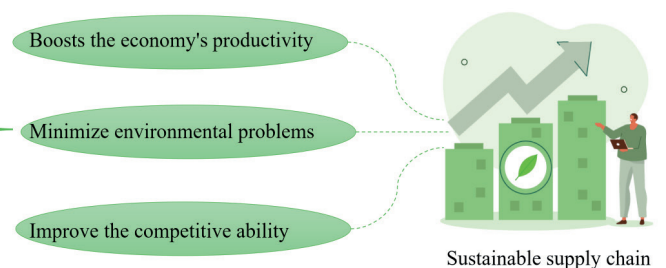 Boosts the economy's productivity
Minimize environmental problems
Improve the competitive ability
Sustainable supply chain